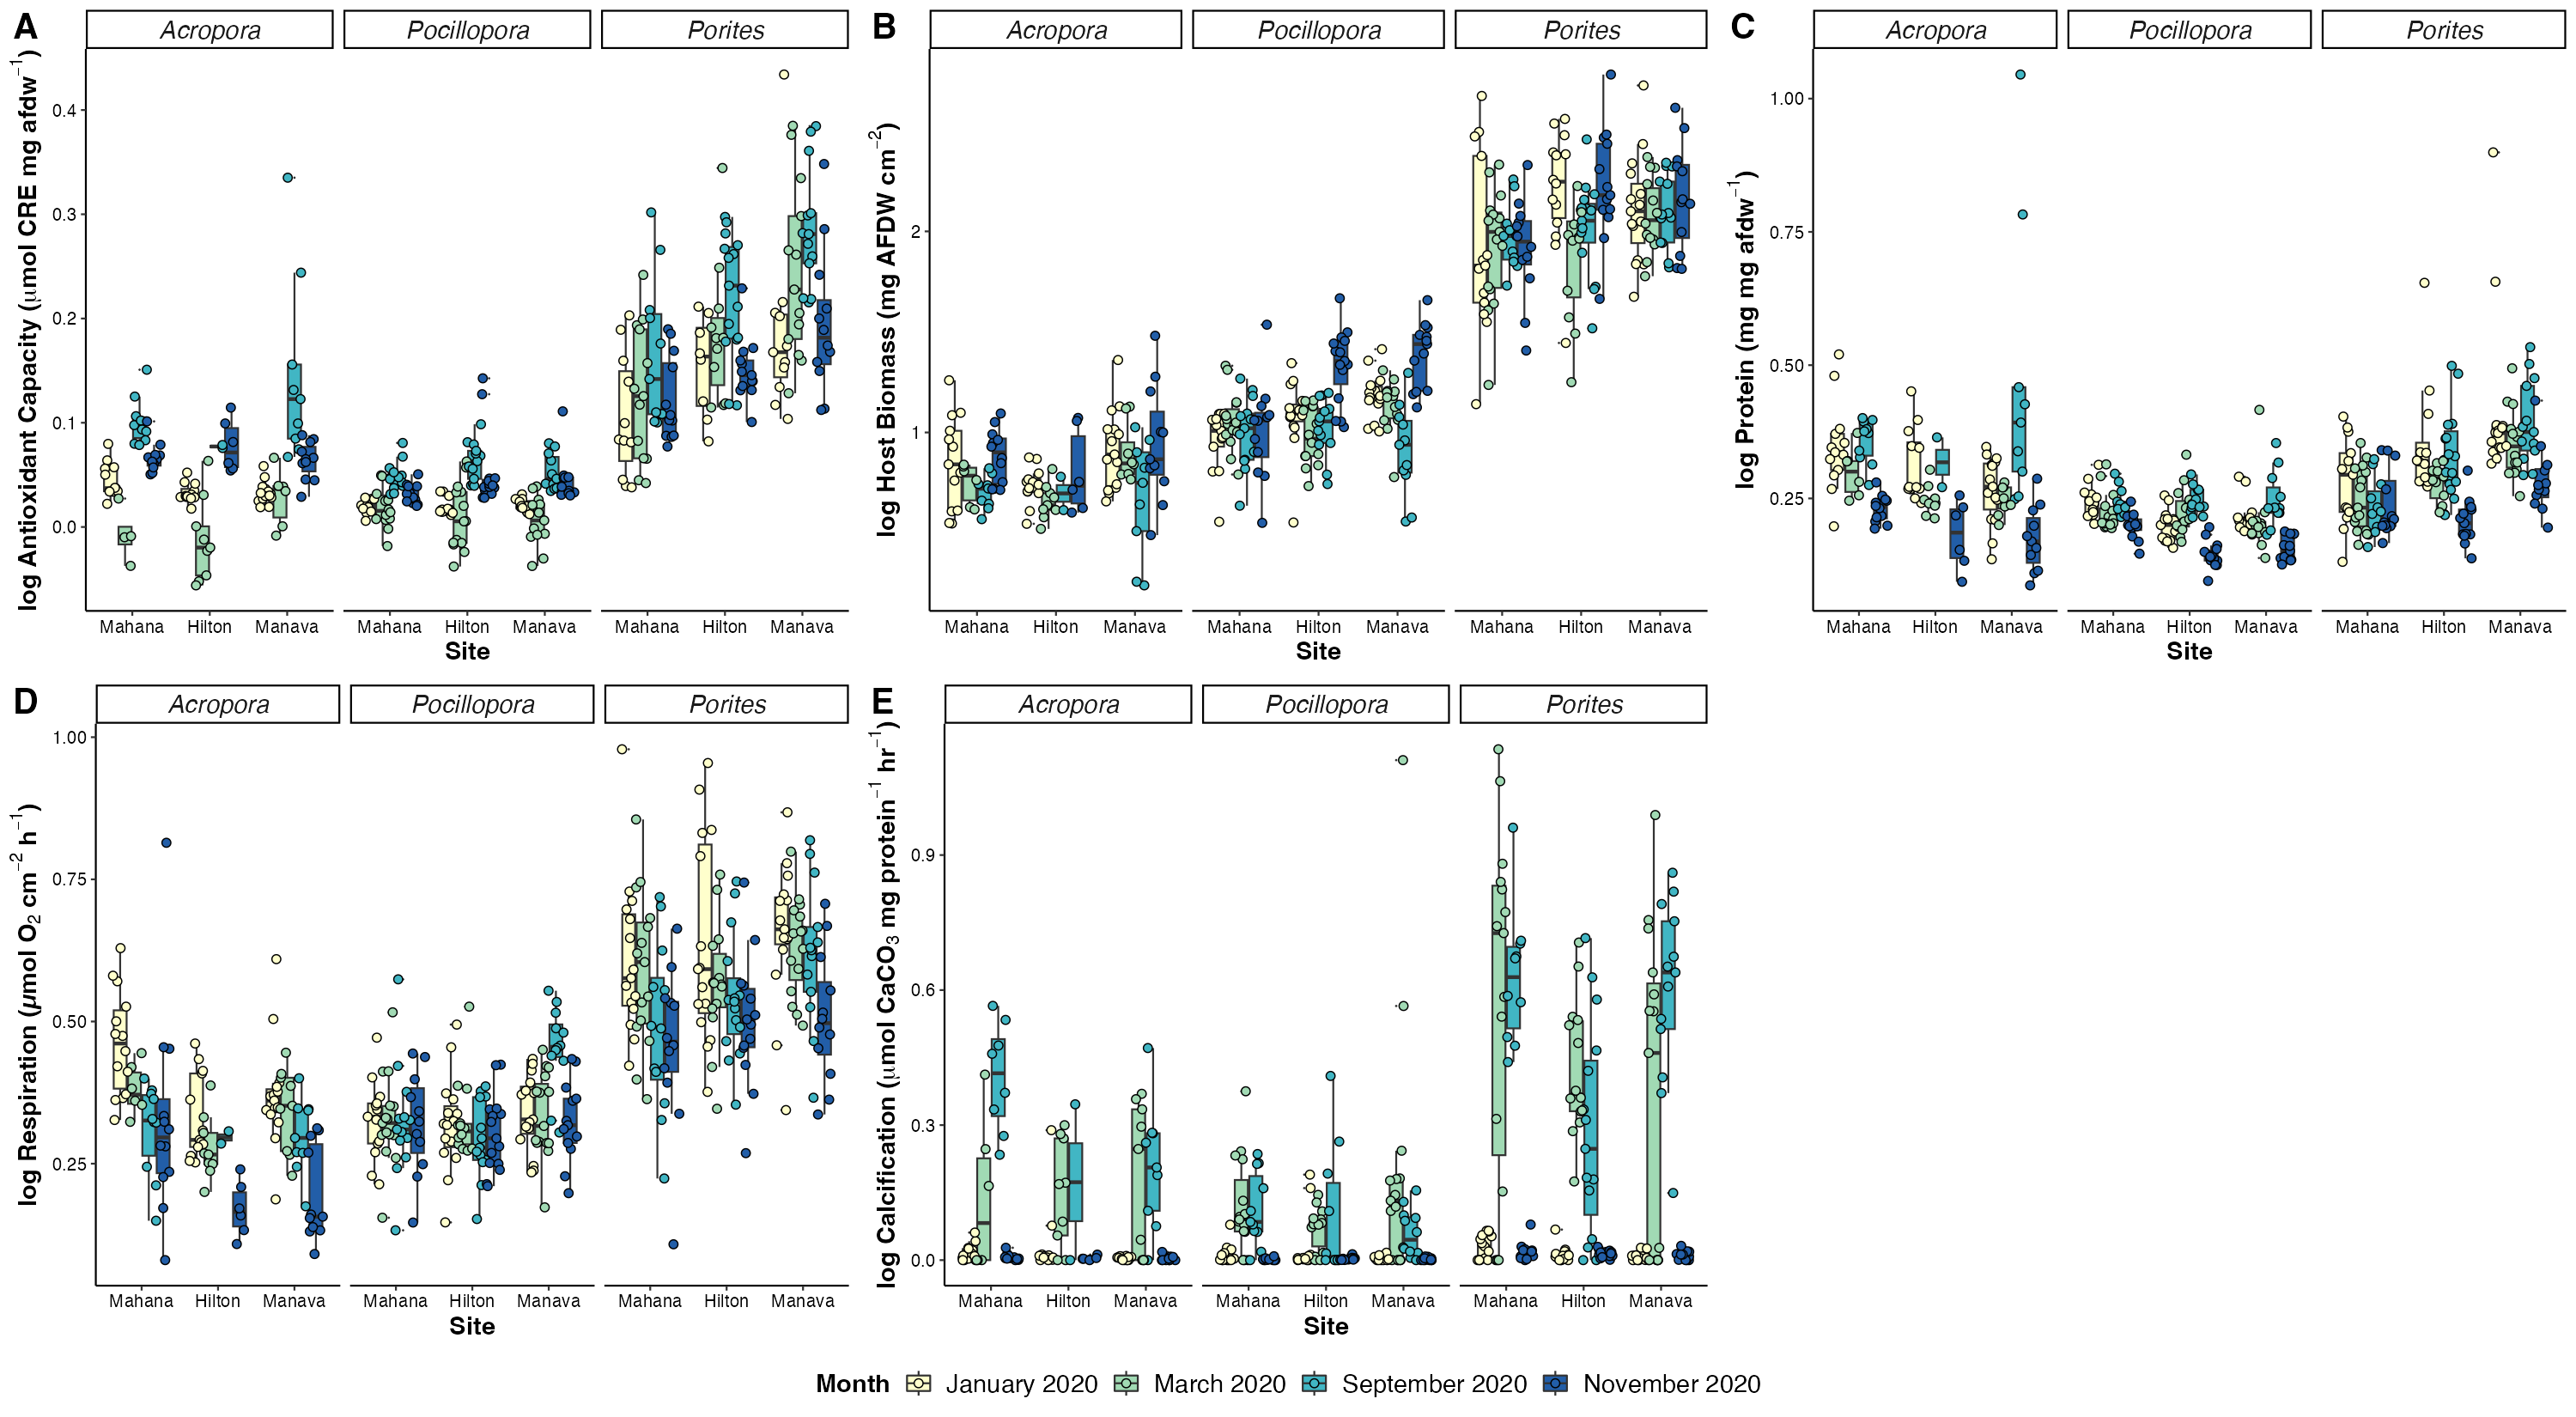 A
Acropora
Pocillopora
Porites
log Antioxidant Capacity (µmol CRE mg afdw⁻¹)
0.4
0.3
0.2
0.1
0.0
Mahana Hilton Manava
Mahana Hilton Manava
Mahana Hilton Manava
Site
B
Acropora
Pocillopora
Porites
log Host Biomass (mg AFDW cm⁻²)
2
1
Mahana Hilton Manava
Mahana Hilton Manava
Mahana Hilton Manava
Site
C
Acropora
Pocillopora
Porites
log Protein (mg mg afdw⁻¹)
1.00
0.75
0.50
0.25
Mahana Hilton Manava
Mahana Hilton Manava
Mahana Hilton Manava
Site
D
Acropora
Pocillopora
Porites
log Respiration (µmol O₂ cm⁻² h⁻¹)
1.00
0.75
0.50
0.25
Mahana Hilton Manava
Mahana Hilton Manava
Mahana Hilton Manava
Site
E
Acropora
Pocillopora
Porites
log Calcification (µmol CaCO₃ mg protein⁻¹ hr⁻¹)
0.9
0.6
0.3
0.0
Mahana Hilton Manava
Mahana Hilton Manava
Mahana Hilton Manava
Site
Month January 2020 March 2020 September 2020 November 2020